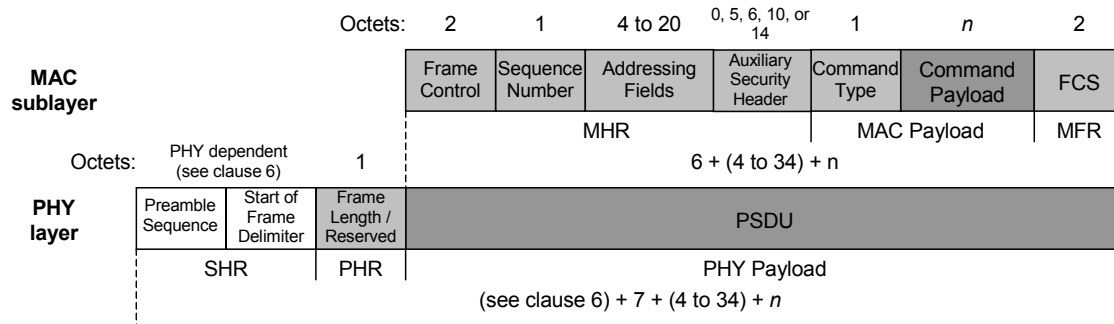 Octets: 2 1 4 to 20 0, 5, 6, 10, or 14 1 n 2
MAC sublayer
Frame Control
Sequence Number
Addressing Fields
Auxiliary Security Header
Command Type
Command Payload
FCS
MHR MAC Payload MFR
Octets: PHY dependent (see clause 6) 1 6 + (4 to 34) + n
PHY layer
Preamble Sequence
Start of Frame Delimiter
Frame Length / Reserved
PSDU
SHR PHR PHY Payload
(see clause 6) + 7 + (4 to 34) + n